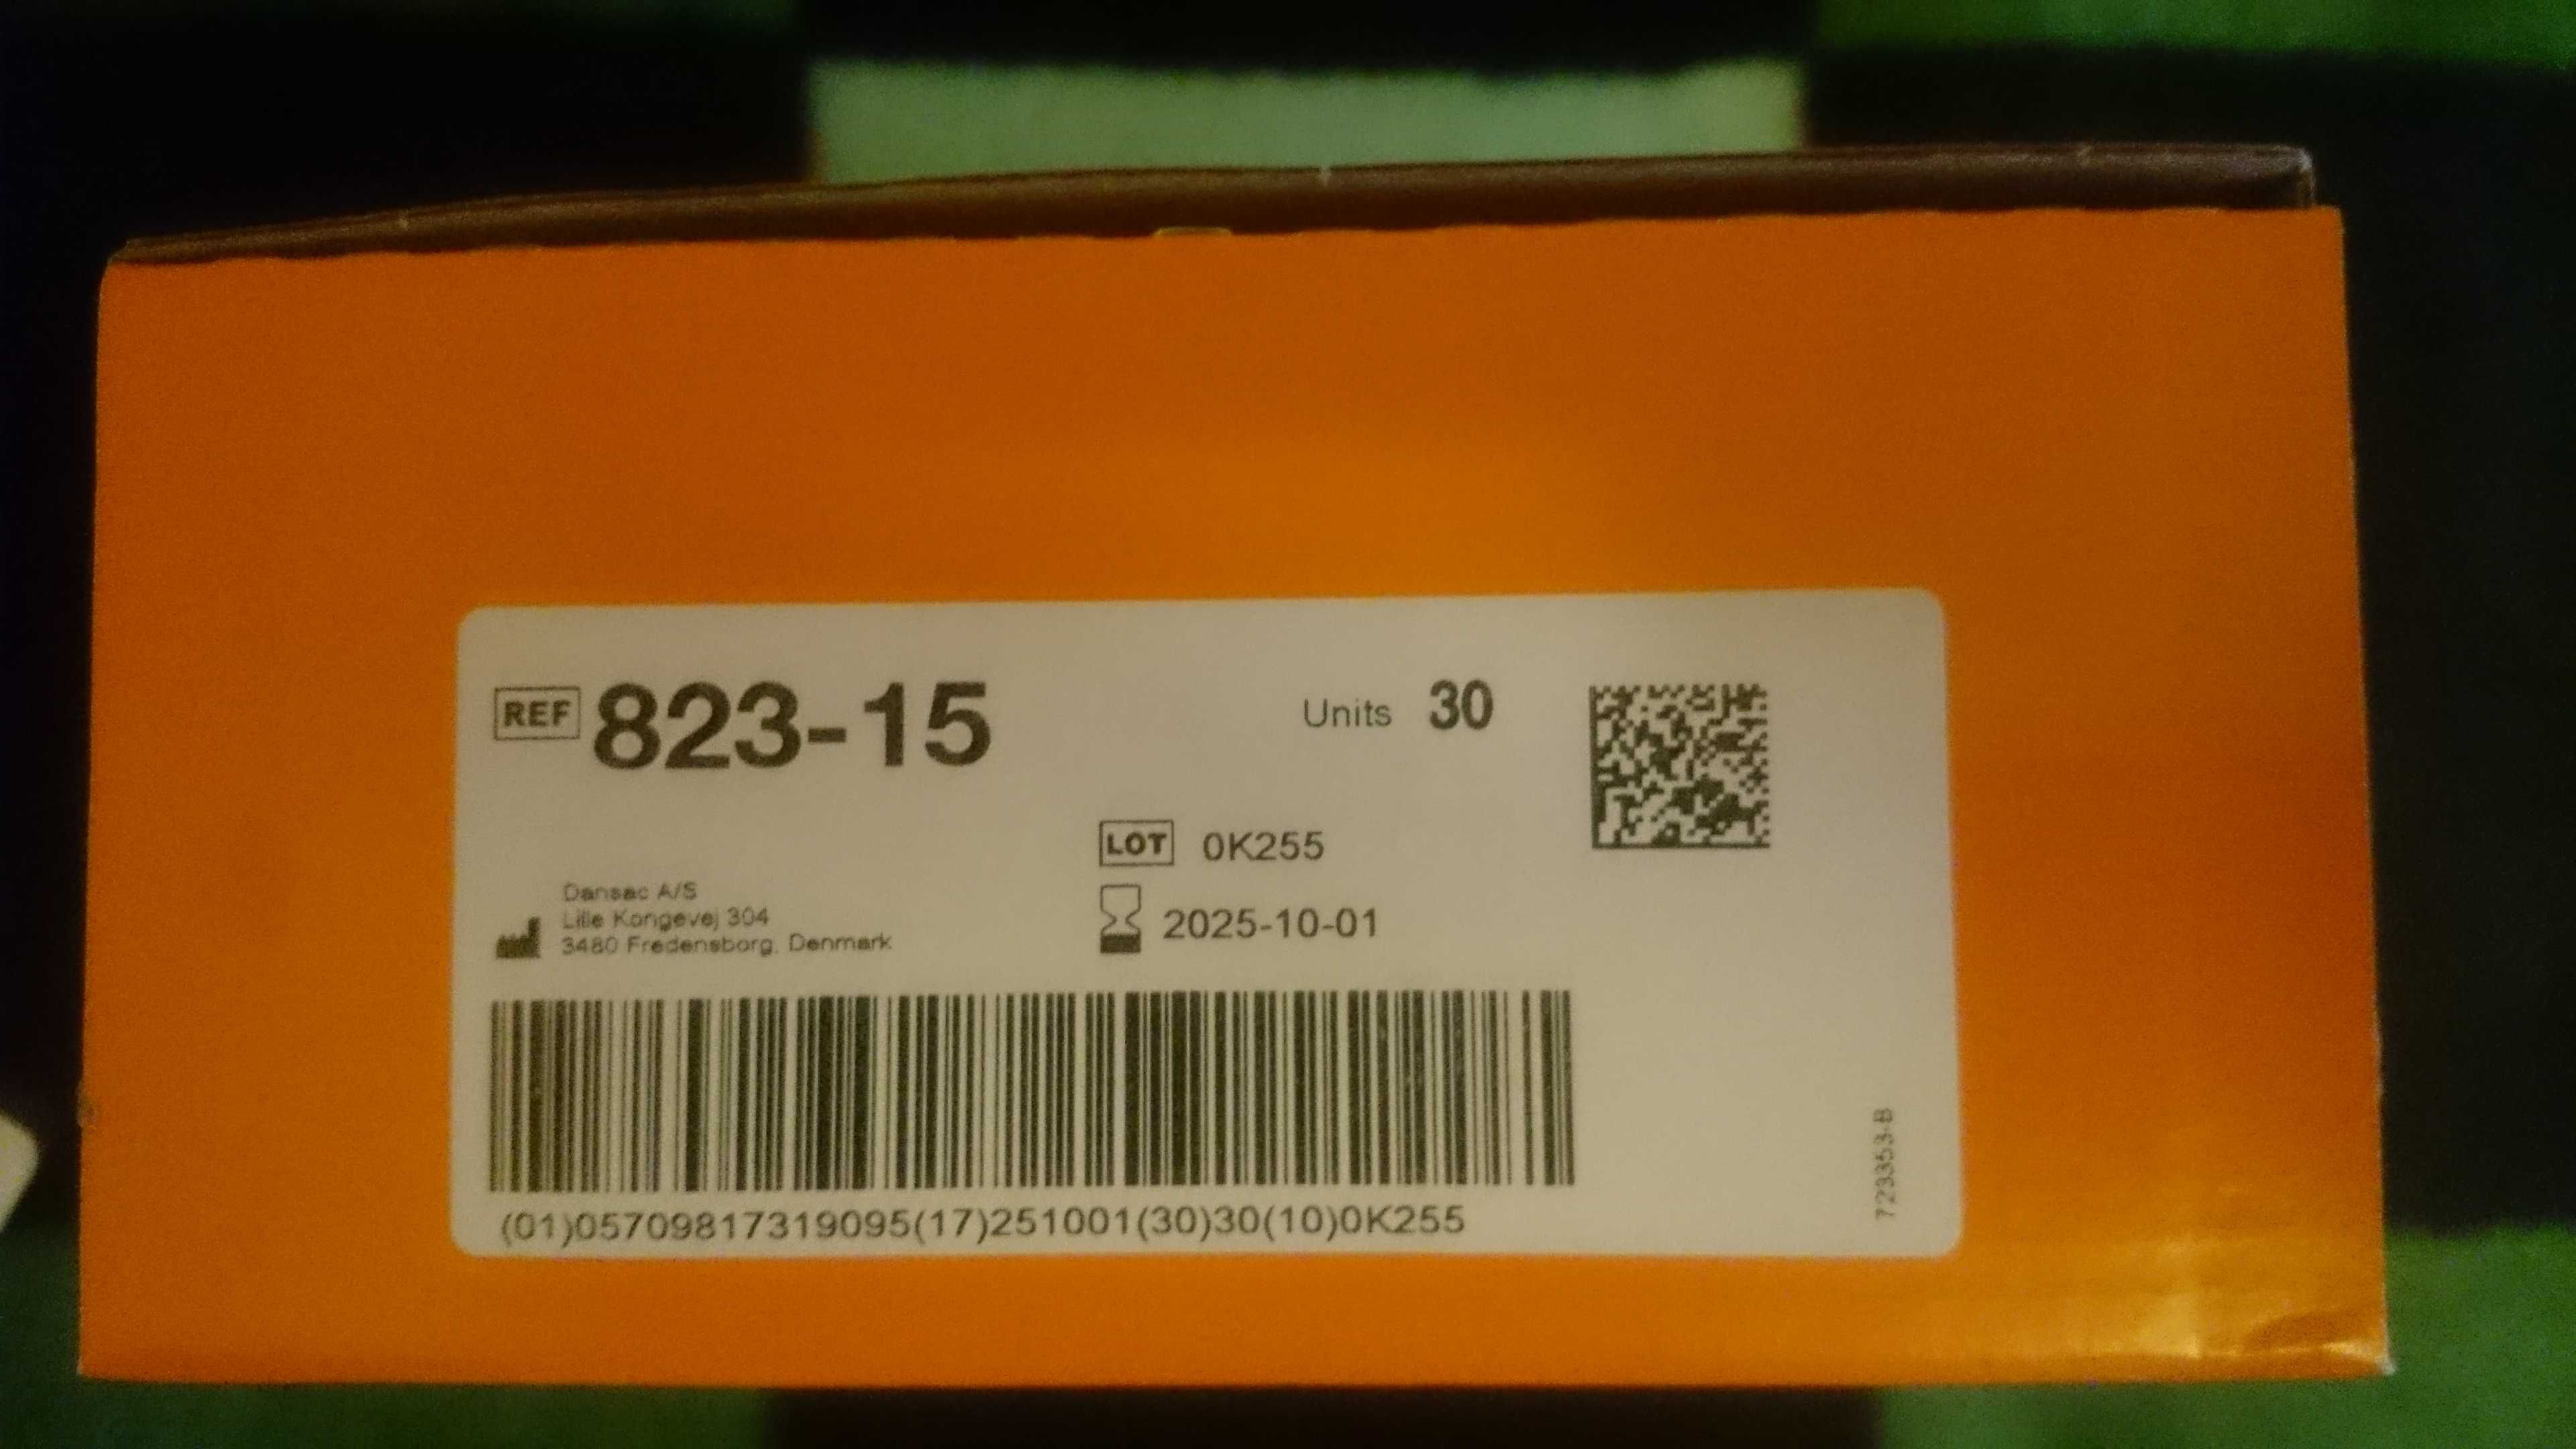 REF 823-15 Units 30
LOT 0K255
2025-10-01
Dansac A/S
Lille Kongevej 304
3480 Fredensborg, Denmark
(01)05709817319095(17)251001(30)30(10)0K255
729353-B